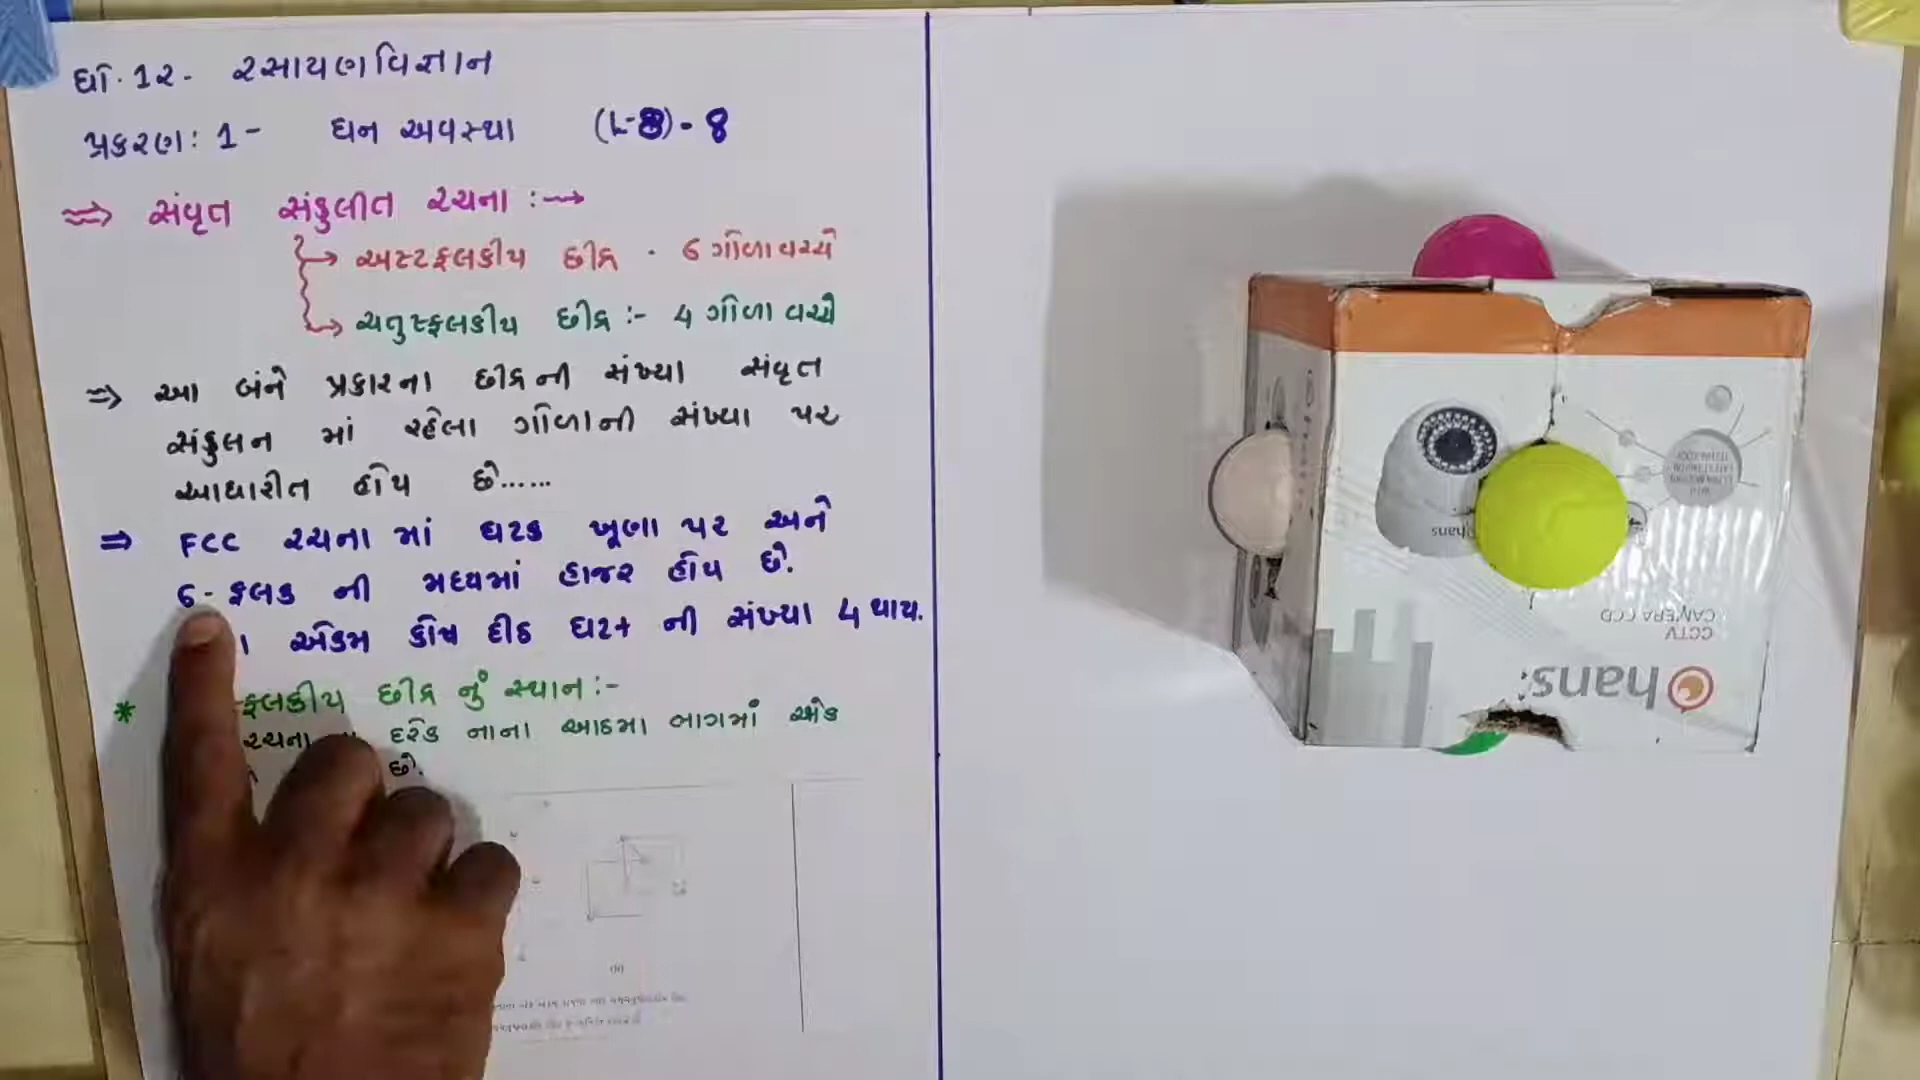 ધો. 12. રસાયણવિજ્ઞાન
પ્રકરણ: 1- ઘન અવસ્થા (L-8) - 8
⇒ સંવૃત સંકુલીત રચના :→
→ અષ્ટફલકીય છીદ્ર - 6 ગોળા વચ્ચે
→ ચતુષ્ફલકીય છીદ્ર :- 4 ગોળા વચ્ચે
⇒ આ બંને પ્રકારના છીદ્રની સંખ્યા સંવૃત
સંકુલન માં રહેલા ગોળાની સંખ્યા પર
આધારીત હોય છે......
⇒ FCC રચના માં ઘટક ખૂણા પર અને
6- ફલક ની મધ્યમાં હાજર હોય છે.
એકમ કોષ દીઠ ઘટક ની સંખ્યા 4 થાય.
* ફલકીય છીદ્ર નું સ્થાન:-
રચના દરેક નાના આઠમા ભાગમાં એક
છે.
CAMERA CCD
CCTV
hans
hans